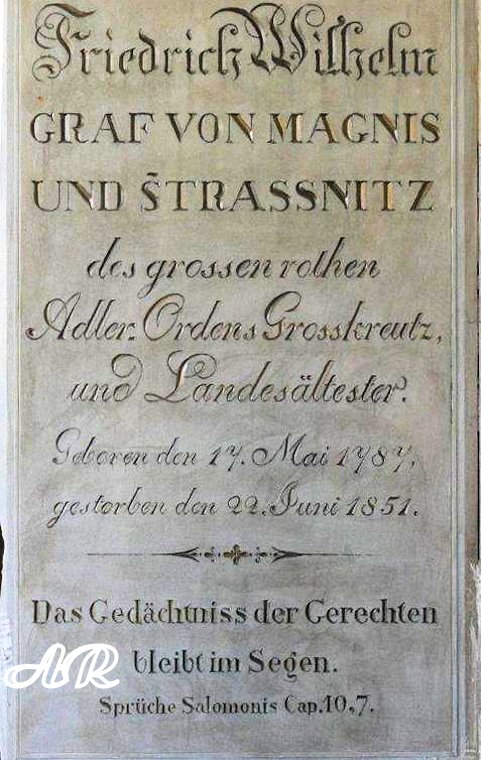 Friedrich Wilhelm
GRAF VON MAGNIS
UND STRASSNITZ
des grossen rothen
Adler: Ordens Grosskreutz,
und Landesältester.
Geboren den 17. Mai 1787,
gestorben den 22. Juni 1851.
Das Gedächtniss der Gerechten
bleibt im Segen.
Sprüche Salomonis Cap. 10, 7.
AR